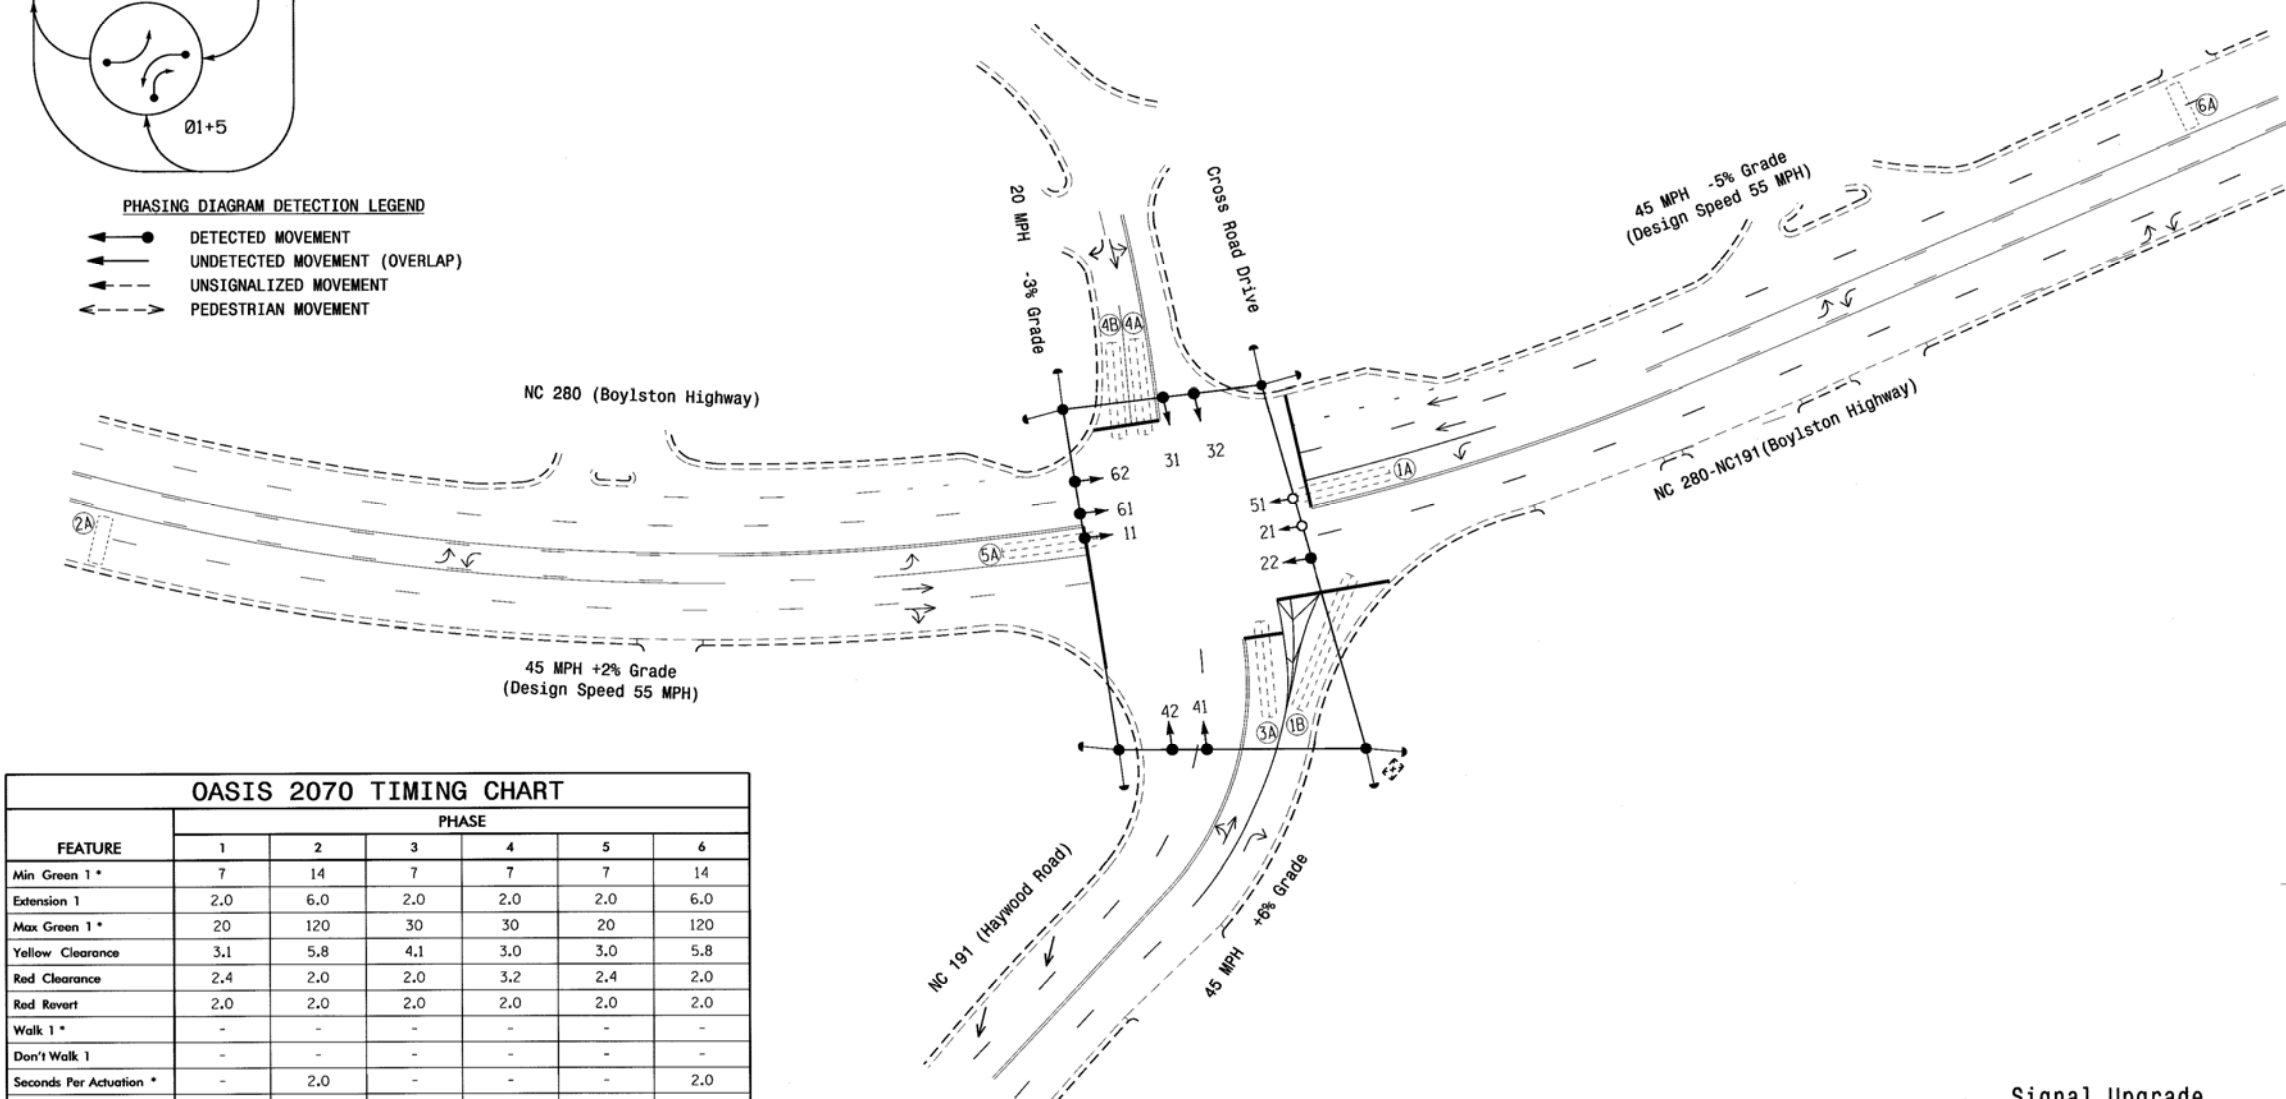 Ø1+5
PHASING DIAGRAM DETECTION LEGEND
DETECTED MOVEMENT
UNDETECTED MOVEMENT (OVERLAP)
UNSIGNALIZED MOVEMENT
PEDESTRIAN MOVEMENT
NC 280 (Boylston Highway)
20 MPH -3% Grade
Cross Road Drive
45 MPH -5% Grade
(Design Speed 55 MPH)
6A
4B
4A
31
32
62
61
11
51
21
22
1A
2A
5A
NC 280-NC191(Boylston Highway)
45 MPH +2% Grade
(Design Speed 55 MPH)
42
41
3A
1B
NC 191 (Haywood Road)
45 MPH +6% Grade
OASIS 2070 TIMING CHART
PHASE
FEATURE 1 2 3 4 5 6
Min Green 1 * 7 14 7 7 7 14
Extension 1 2.0 6.0 2.0 2.0 2.0 6.0
Max Green 1 * 20 120 30 30 20 120
Yellow Clearance 3.1 5.8 4.1 3.0 3.0 5.8
Red Clearance 2.4 2.0 2.0 3.2 2.4 2.0
Red Revert 2.0 2.0 2.0 2.0 2.0 2.0
Walk 1 * - - - - - -
Don't Walk 1 - - - - - -
Seconds Per Actuation * - 2.0 - - - 2.0
Signal Upgrade